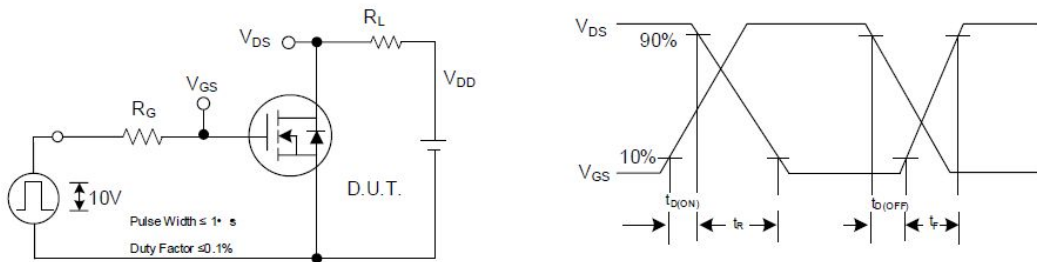 R_L
V_DS
V_GS
V_DD
R_G
10V
D.U.T.
Pulse Width ≤ 1• s
Duty Factor ≤0.1%
V_DS
90%
10%
V_GS
t_D(ON)
t_R
t_D(OFF)
t_F